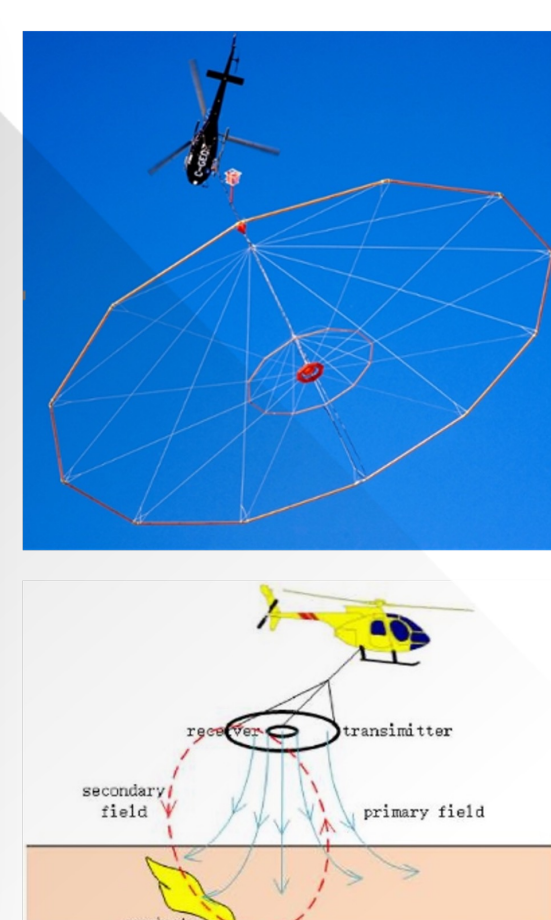 receiver
transimitter
secondary
field
primary field